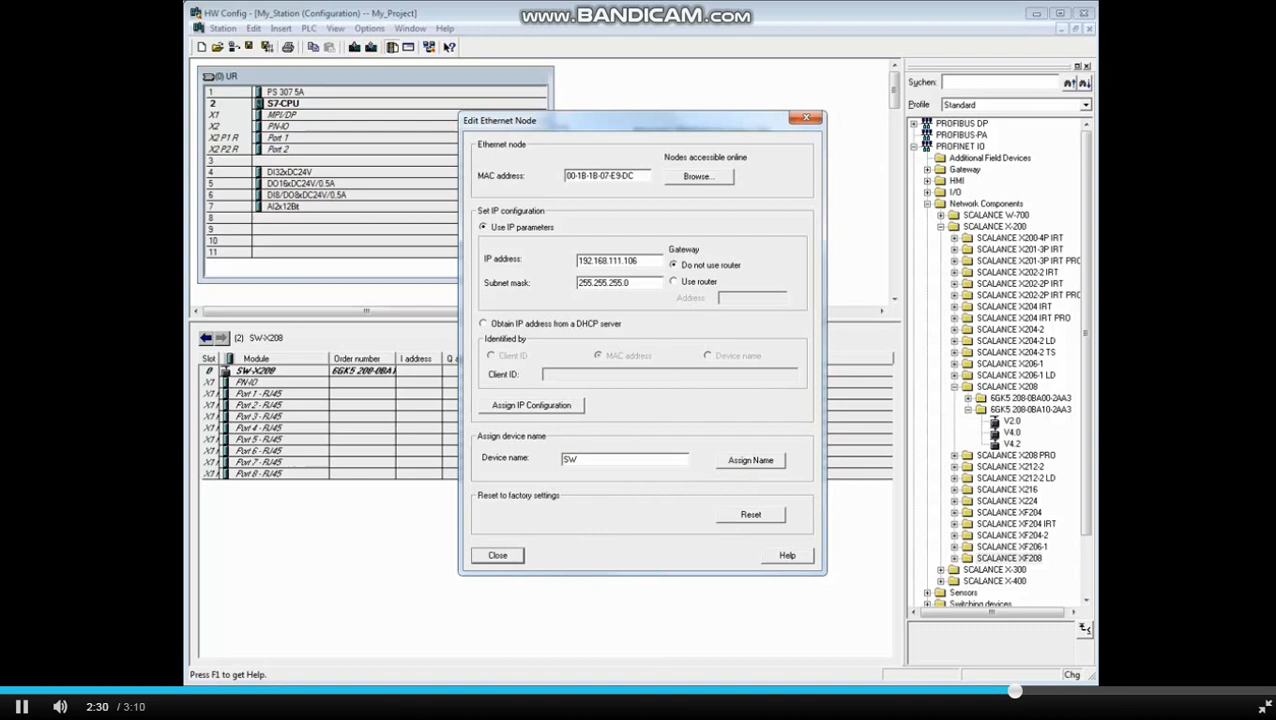 HW Config - [My_Station (Configuration) -- My_Project]
www.BANDICAM.com
Station Edit Insert PLC View Options Window Help
(0) UR
1 PS 307 5A
2 S7-CPU
X1 MPI/DP
X2 PN-IO
X2 P1 R Port 1
X2 P2 R Port 2
3
4 DI32xDC24V
5 DO16xDC24V/0.5A
6 DI8/DO8xDC24V/0.5A
7 AI2x12Bit
8
9
10
11
(2) SW-X208
Slot Module Order number I address Q a
0 SW-X208 6GK5 208-0BA1
X1 PN-IO
X1 Port 1 - RJ45
X1 Port 2 - RJ45
X1 Port 3 - RJ45
X1 Port 4 - RJ45
X1 Port 5 - RJ45
X1 Port 6 - RJ45
X1 Port 7 - RJ45
X1 Port 8 - RJ45
Edit Ethernet Node
Ethernet node
Nodes accessible online
MAC address: 00-1B-1B-07-E9-DC Browse...
Set IP configuration
Use IP parameters
Gateway
IP address: 192.168.111.106 Do not use router
Subnet mask: 255.255.255.0 Use router
Address
Obtain IP address from a DHCP server
Identified by
Client ID MAC address Device name
Client ID:
Assign IP Configuration
Assign device name
Device name: SW Assign Name
Reset to factory settings
Reset
Close Help
Suchen:
Profile Standard
PROFIBUS DP
PROFIBUS-PA
PROFINET IO
Additional Field Devices
Gateway
HMI
I/O
Network Components
SCALANCE W-700
SCALANCE X-200
SCALANCE X200-4P IRT
SCALANCE X201-3P IRT
SCALANCE X201-3P IRT PRO
SCALANCE X202-2 IRT
SCALANCE X202-2P IRT
SCALANCE X202-2P IRT PRO
SCALANCE X204 IRT
SCALANCE X204 IRT PRO
SCALANCE X204-2
SCALANCE X204-2 LD
SCALANCE X204-2 TS
SCALANCE X206-1
SCALANCE X206-1 LD
SCALANCE X208
6GK5 208-0BA00-2AA3
6GK5 208-0BA10-2AA3
V2.0
V4.0
V4.2
SCALANCE X208 PRO
SCALANCE X212-2
SCALANCE X212-2 LD
SCALANCE X216
SCALANCE X224
SCALANCE XF204
SCALANCE XF204 IRT
SCALANCE XF204-2
SCALANCE XF206-1
SCALANCE XF208
SCALANCE X-300
SCALANCE X-400
Sensors
Switching devices
Press F1 to get Help.
Chg
2:30 / 3:10